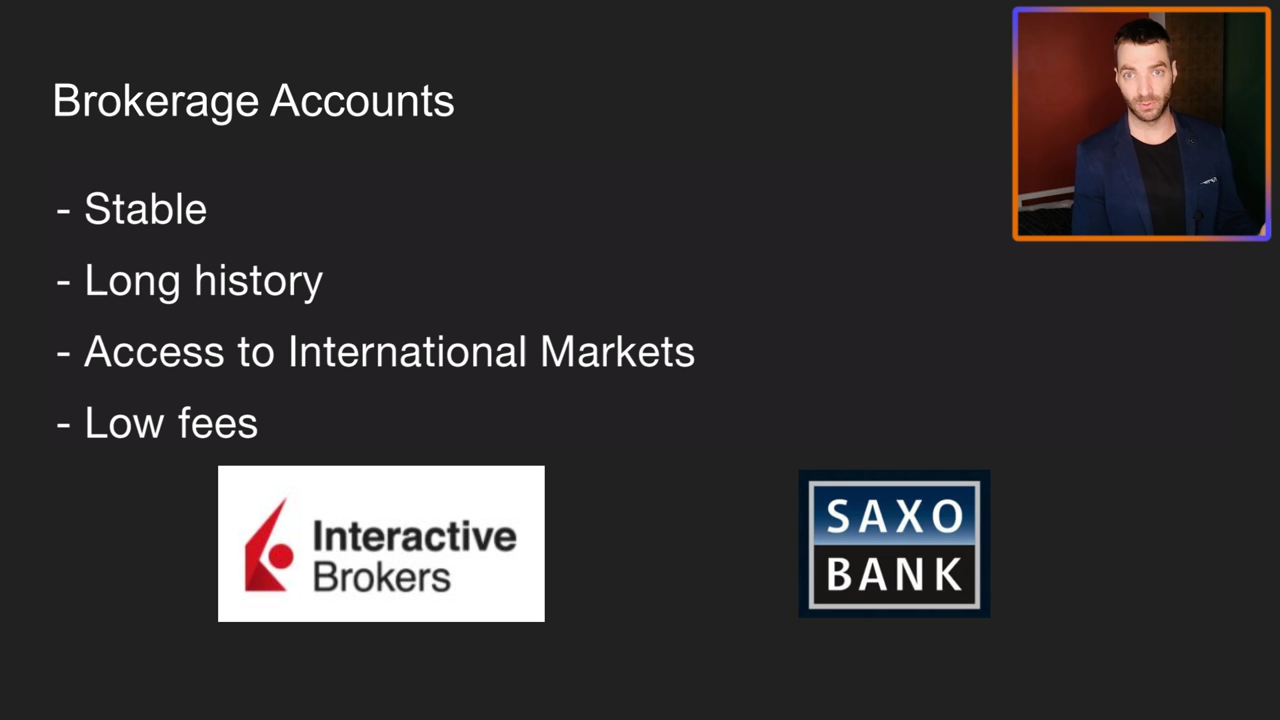 Brokerage Accounts
- Stable
- Long history
- Access to International Markets
- Low fees
Interactive
Brokers
SAXO
BANK